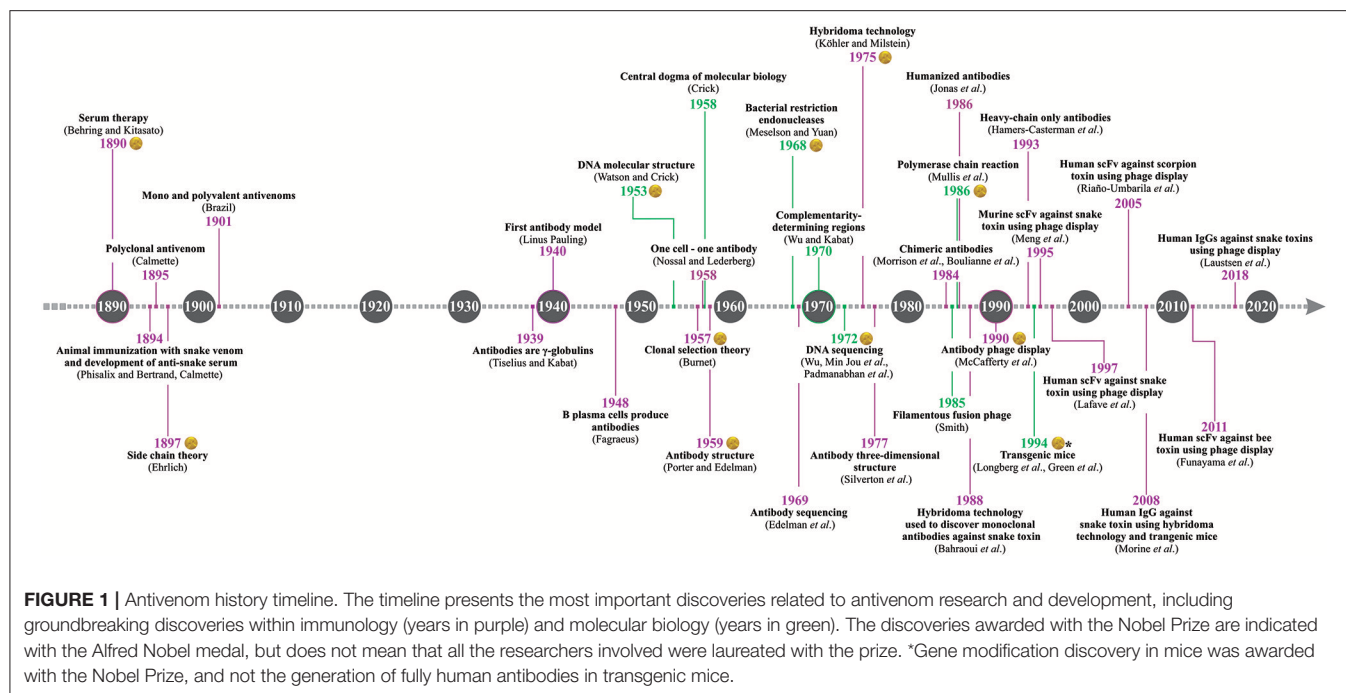 Hybridoma technology
(Köhler and Milstein)
1975
Central dogma of molecular biology
(Crick)
1958
Humanized antibodies
(Jonas et al.)
1986
Serum therapy
(Behring and Kitasato)
1890
Bacterial restriction
endonucleases
(Meselson and Yuan)
1968
Heavy-chain only antibodies
(Hamers-Casterman et al.)
1993
DNA molecular structure
(Watson and Crick)
1953
Polymerase chain reaction
(Mullis et al.)
1986
Human scFv against scorpion
toxin using phage display
(Riaño-Umbarila et al.)
2005
Mono and polyvalent antivenoms
(Brazil)
1901
First antibody model
(Linus Pauling)
1940
Complementarity-
determining regions
(Wu and Kabat)
1970
Murine scFv against snake
toxin using phage display
(Meng et al.)
1995
Polyclonal antivenom
(Calmette)
1895
One cell - one antibody
(Nossal and Lederberg)
1958
Chimeric antibodies
(Morrison et al., Boulianne et al.)
1984
Human IgGs against snake toxins
using phage display
(Laustsen et al.)
2018
1890 1900 1910 1920 1930 1940 1950 1960 1970 1980 1990 2000 2010 2020
1894
Animal immunization with snake venom
and development of anti-snake serum
(Phisalix and Bertrand, Calmette)
1939
Antibodies are γ-globulins
(Tiselius and Kabat)
1957
Clonal selection theory
(Burnet)
1972
DNA sequencing
(Wu, Min Jou et al.,
Padmanabhan et al.)
1990
Antibody phage display
(McCafferty et al.)
1997
Human scFv against snake
toxin using phage display
(Lafave et al.)
1948
B plasma cells produce
antibodies
(Fagraeus)
1985
Filamentous fusion phage
(Smith)
1897
Side chain theory
(Ehrlich)
1959
Antibody structure
(Porter and Edelman)
1977
Antibody three-dimensional
structure
(Silverton et al.)
1994 *
Transgenic mice
(Longberg et al., Green et al.)
2011
Human scFv against bee
toxin using phage display
(Funayama et al.)
1969
Antibody sequencing
(Edelman et al.)
1988
Hybridoma technology
used to discover monoclonal
antibodies against snake toxin
(Bahraoui et al.)
2008
Human IgG against
snake toxin using hybridoma
technology and trangenic mice
(Morine et al.)
FIGURE 1 | Antivenom history timeline. The timeline presents the most important discoveries related to antivenom research and development, including
groundbreaking discoveries within immunology (years in purple) and molecular biology (years in green). The discoveries awarded with the Nobel Prize are indicated
with the Alfred Nobel medal, but does not mean that all the researchers involved were laureated with the prize. *Gene modification discovery in mice was awarded
with the Nobel Prize, and not the generation of fully human antibodies in transgenic mice.